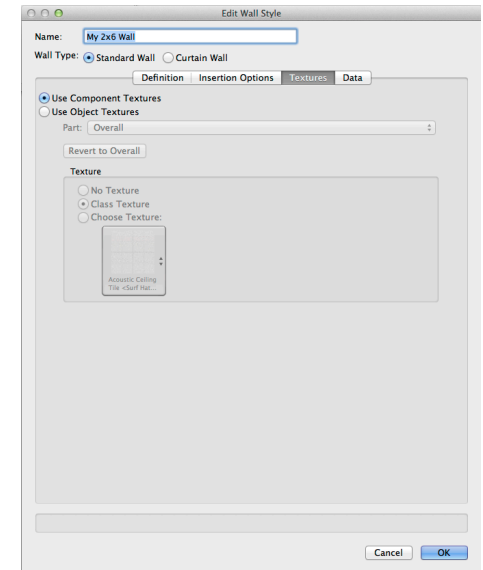 Edit Wall Style
Name: My 2x6 Wall
Wall Type: Standard Wall Curtain Wall
Definition Insertion Options Textures Data
Use Component Textures
Use Object Textures
Part: Overall
Revert to Overall
Texture
No Texture
Class Texture
Choose Texture:
Acoustic Ceiling
Tile <Surf Hat...
Cancel OK